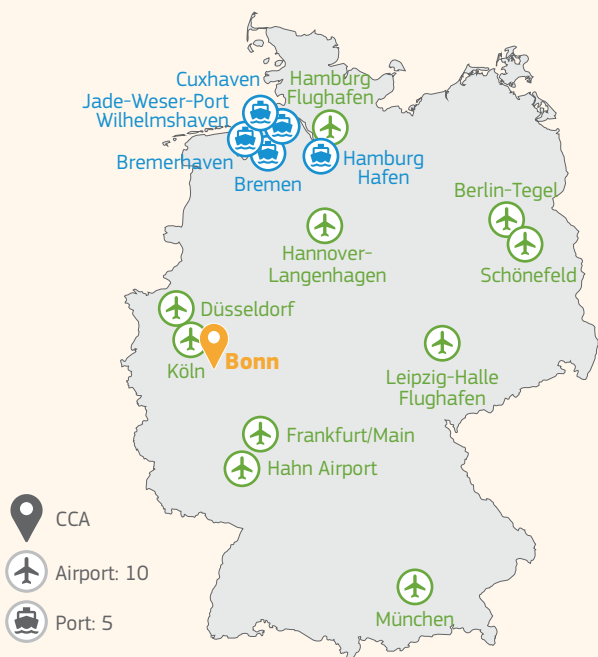 Cuxhaven
Hamburg
Flughafen
Jade-Weser-Port
Wilhelmshaven
Bremerhaven
Bremen
Hamburg
Hafen
Berlin-Tegel
Schönefeld
Hannover-
Langenhagen
Düsseldorf
Köln
Bonn
Leipzig-Halle
Flughafen
Frankfurt/Main
Hahn Airport
CCA
Airport: 10
Port: 5
München